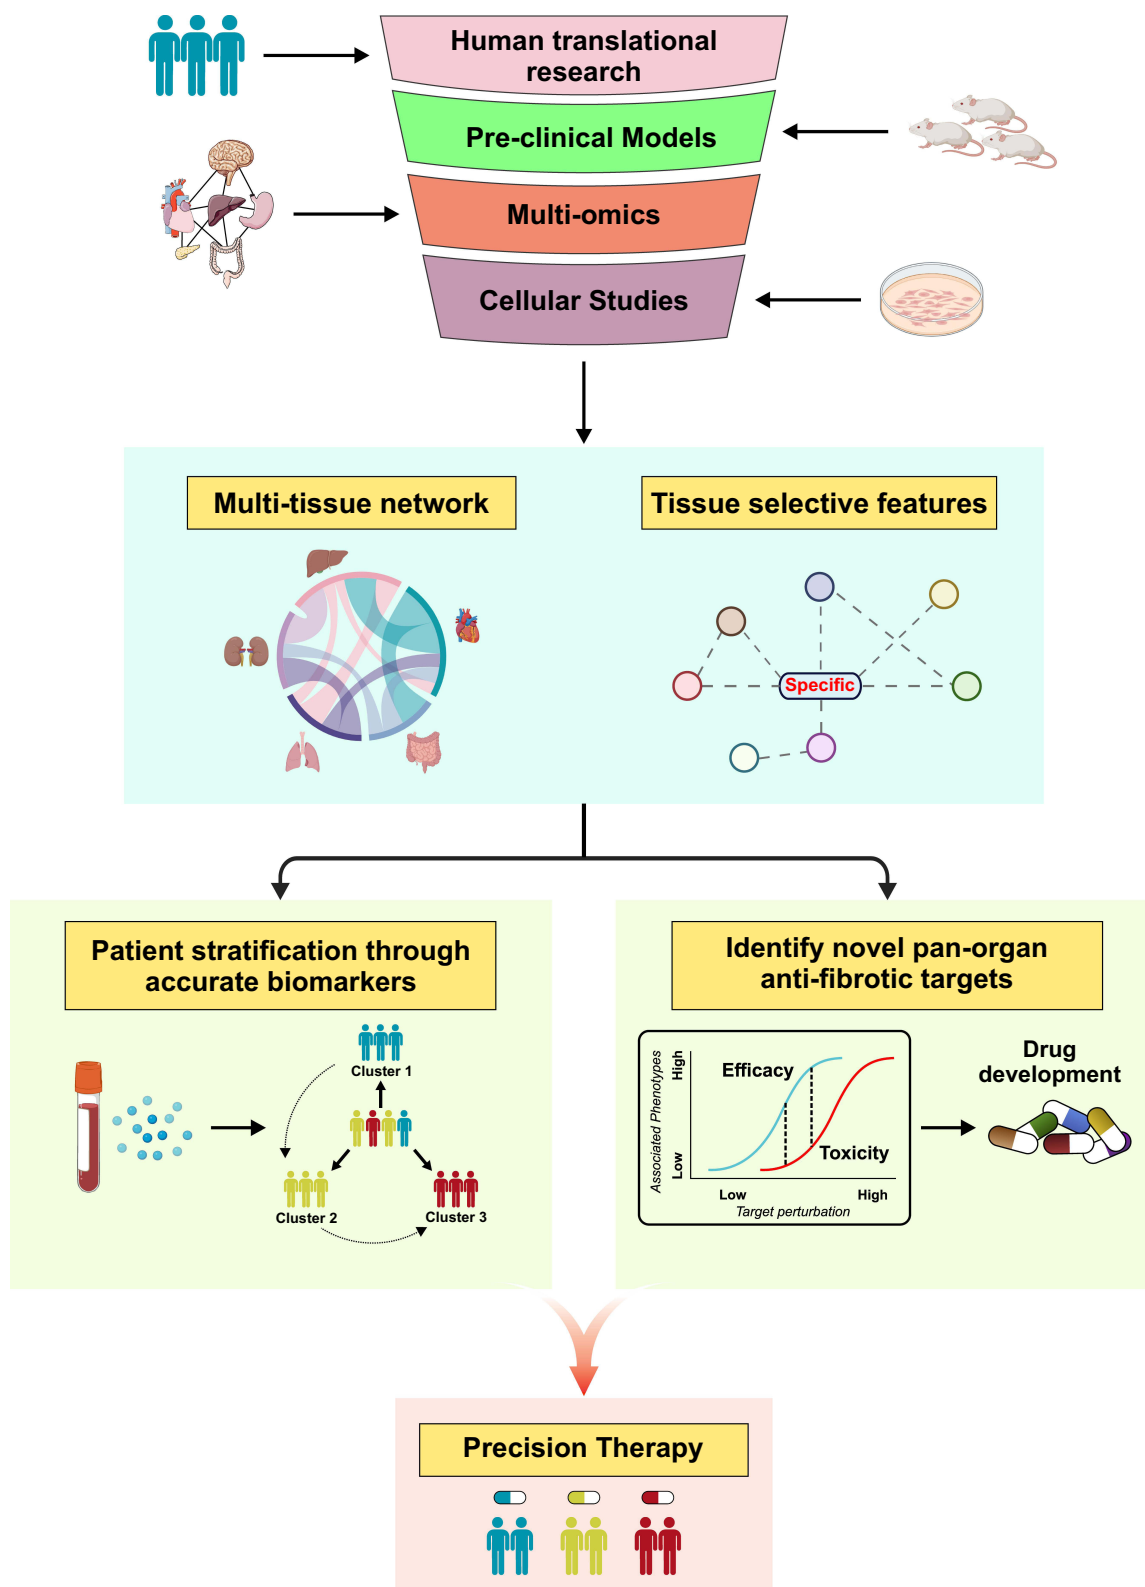 Human translational
research
Pre-clinical Models
Multi-omics
Cellular Studies
Multi-tissue network
Tissue selective features
Specific
Patient stratification through
accurate biomarkers
Cluster 1
Cluster 2
Cluster 3
Identify novel pan-organ
anti-fibrotic targets
Associated Phenotypes
High
Low
Efficacy
Toxicity
Low
High
Target perturbation
Drug
development
Precision Therapy